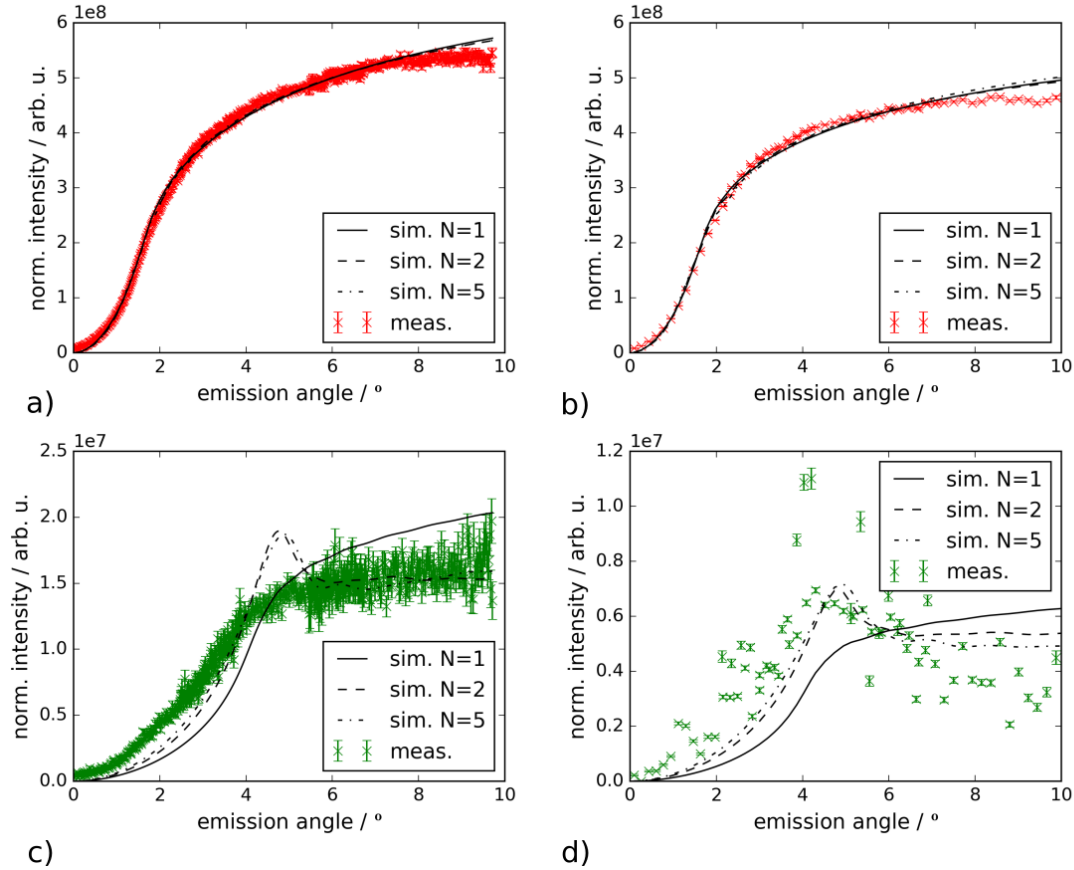 1e8
6
5
4
3
2
1
0
norm. intensity / arb. u.
sim. N=1
sim. N=2
sim. N=5
meas.
0 2 4 6 8 10
emission angle / °
a)
1e8
6
5
4
3
2
1
0
norm. intensity / arb. u.
sim. N=1
sim. N=2
sim. N=5
meas.
0 2 4 6 8 10
emission angle / °
b)
1e7
2.5
2.0
1.5
1.0
0.5
0.0
norm. intensity / arb. u.
sim. N=1
sim. N=2
sim. N=5
meas.
0 2 4 6 8 10
emission angle / °
c)
1e7
1.2
1.0
0.8
0.6
0.4
0.2
0.0
norm. intensity / arb. u.
sim. N=1
sim. N=2
sim. N=5
meas.
0 2 4 6 8 10
emission angle / °
d)